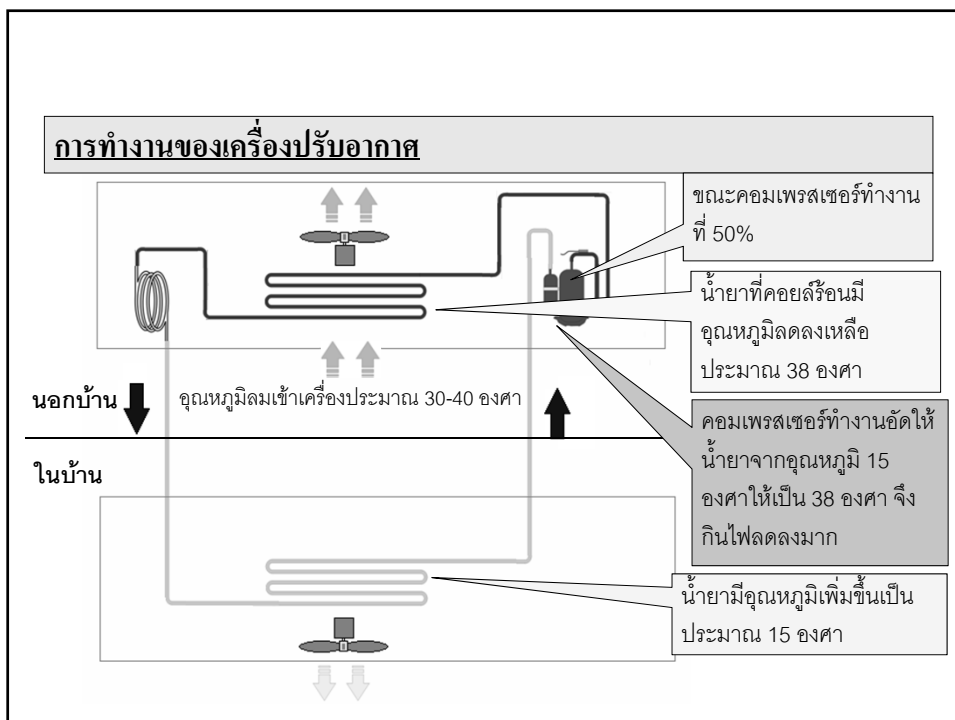 การทำงานของเครื่องปรับอากาศ
ขณะคอมเพรสเซอร์ทำงาน
ที่ 50%
น้ำยาที่คอยล์ร้อนมี
อุณหภูมิลดลงเหลือ
ประมาณ 38 องศา
นอกบ้าน
อุณหภูมิลมเข้าเครื่องประมาณ 30-40 องศา
คอมเพรสเซอร์ทำงานอัดให้
น้ำยาจากอุณหภูมิ 15
องศาให้เป็น 38 องศา จึง
กินไฟลดลงมาก
ในบ้าน
น้ำยามีอุณหภูมิเพิ่มขึ้นเป็น
ประมาณ 15 องศา